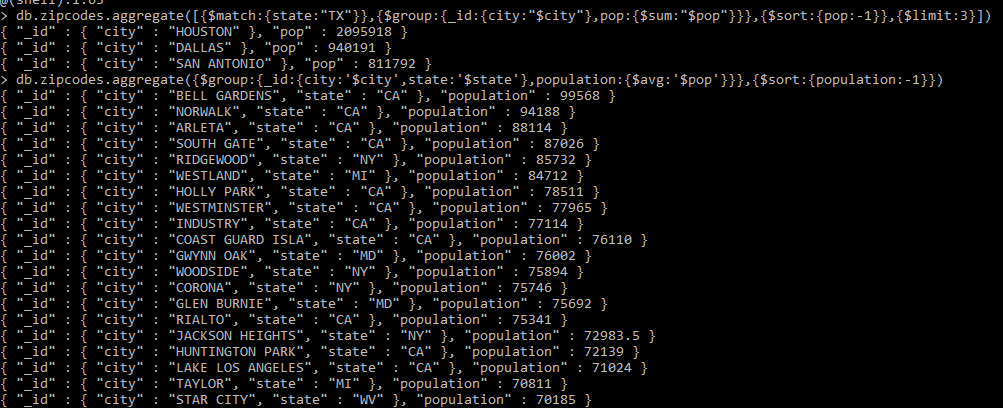 @(shell):1:65
> db.zipcodes.aggregate([{$match:{state:"TX"}},{$group:{_id:{city:"$city"},pop:{$sum:"$pop"}}},{$sort:{pop:-1}},{$limit:3}])
{ "_id" : { "city" : "HOUSTON" }, "pop" : 2095918 }
{ "_id" : { "city" : "DALLAS" }, "pop" : 940191 }
{ "_id" : { "city" : "SAN ANTONIO" }, "pop" : 811792 }
> db.zipcodes.aggregate({$group:{_id:{city:'$city',state:'$state'},population:{$avg:'$pop'}}},{$sort:{population:-1}})
{ "_id" : { "city" : "BELL GARDENS", "state" : "CA" }, "population" : 99568 }
{ "_id" : { "city" : "NORWALK", "state" : "CA" }, "population" : 94188 }
{ "_id" : { "city" : "ARLETA", "state" : "CA" }, "population" : 88114 }
{ "_id" : { "city" : "SOUTH GATE", "state" : "CA" }, "population" : 87026 }
{ "_id" : { "city" : "RIDGEWOOD", "state" : "NY" }, "population" : 85732 }
{ "_id" : { "city" : "WESTLAND", "state" : "MI" }, "population" : 84712 }
{ "_id" : { "city" : "HOLLY PARK", "state" : "CA" }, "population" : 78511 }
{ "_id" : { "city" : "WESTMINSTER", "state" : "CA" }, "population" : 77965 }
{ "_id" : { "city" : "INDUSTRY", "state" : "CA" }, "population" : 77114 }
{ "_id" : { "city" : "COAST GUARD ISLA", "state" : "CA" }, "population" : 76110 }
{ "_id" : { "city" : "GWYNN OAK", "state" : "MD" }, "population" : 76002 }
{ "_id" : { "city" : "WOODSIDE", "state" : "NY" }, "population" : 75894 }
{ "_id" : { "city" : "CORONA", "state" : "NY" }, "population" : 75746 }
{ "_id" : { "city" : "GLEN BURNIE", "state" : "MD" }, "population" : 75692 }
{ "_id" : { "city" : "RIALTO", "state" : "CA" }, "population" : 75341 }
{ "_id" : { "city" : "JACKSON HEIGHTS", "state" : "NY" }, "population" : 72983.5 }
{ "_id" : { "city" : "HUNTINGTON PARK", "state" : "CA" }, "population" : 72139 }
{ "_id" : { "city" : "LAKE LOS ANGELES", "state" : "CA" }, "population" : 71024 }
{ "_id" : { "city" : "TAYLOR", "state" : "MI" }, "population" : 70811 }
{ "_id" : { "city" : "STAR CITY", "state" : "WV" }, "population" : 70185 }